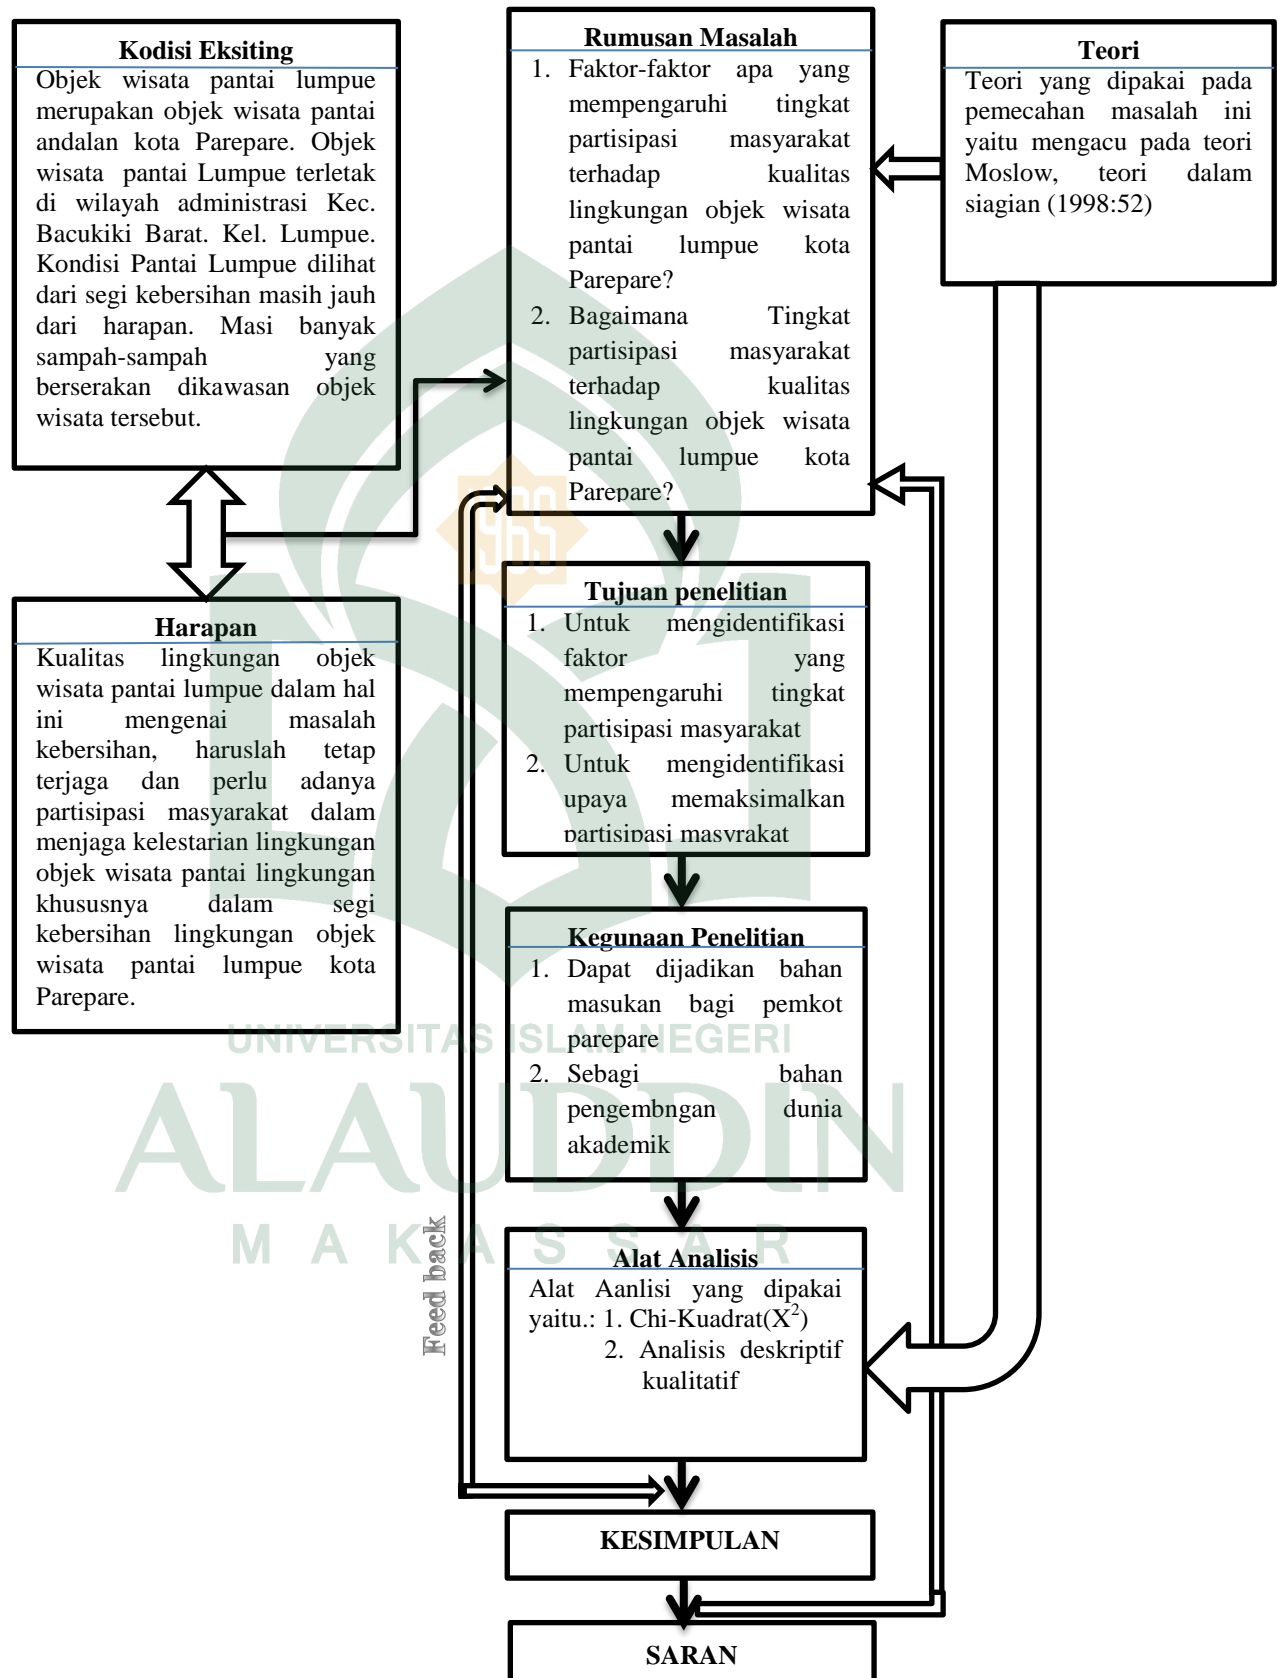 Kodisi Eksiting
Objek wisata pantai lumpue
merupakan objek wisata pantai
andalan kota Parepare. Objek
wisata pantai Lumpue terletak
di wilayah administrasi Kec.
Bacukiki Barat. Kel. Lumpue.
Kondisi Pantai Lumpue dilihat
dari segi kebersihan masih jauh
dari harapan. Masi banyak
sampah-sampah yang
berserakan dikawasan objek
wisata tersebut.
Harapan
Kualitas lingkungan objek
wisata pantai lumpue dalam hal
ini mengenai masalah
kebersihan, haruslah tetap
terjaga dan perlu adanya
partisipasi masyarakat dalam
menjaga kelestarian lingkungan
objek wisata pantai lingkungan
khususnya dalam segi
kebersihan lingkungan objek
wisata pantai lumpue kota
Parepare.
Rumusan Masalah
1. Faktor-faktor apa yang
mempengaruhi tingkat
partisipasi masyarakat
terhadap kualitas
lingkungan objek wisata
pantai lumpue kota
Parepare?
2. Bagaimana Tingkat
partisipasi masyarakat
terhadap kualitas
lingkungan objek wisata
pantai lumpue kota
Parepare?
Teori
Teori yang dipakai pada
pemecahan masalah ini
yaitu mengacu pada teori
Moslow, teori dalam
siagian (1998:52)
Tujuan penelitian
1. Untuk mengidentifikasi
faktor yang
mempengaruhi tingkat
partisipasi masyarakat
2. Untuk mengidentifikasi
upaya memaksimalkan
partisipasi masyrakat
Kegunaan Penelitian
1. Dapat dijadikan bahan
masukan bagi pemkot
parepare
2. Sebagi bahan
pengembngan dunia
akademik
Alat Analisis
Alat Aanlisi yang dipakai
yaitu.: 1. Chi-Kuadrat(X²)
2. Analisis deskriptif
kualitatif
Feed back
KESIMPULAN
SARAN
UNIVERSITAS ISLAM NEGERI
ALAUDDIN
MAKASSAR